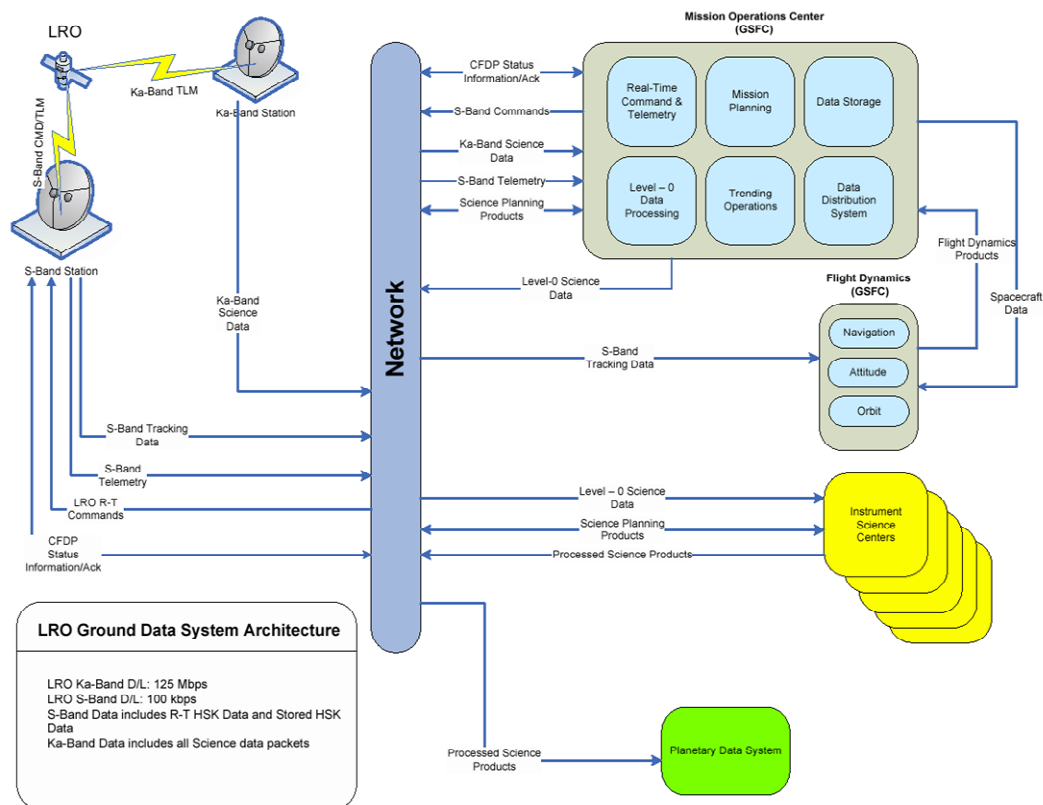 LRO
Ka-Band TLM
Ka-Band Station
S-Band CMD/TLM
S-Band Station
Mission Operations Center
(GSFC)
Real-Time
Command &
Telemetry
Mission
Planning
Data Storage
Level – 0
Data
Processing
Trending
Operations
Data
Distribution
System
CFDP Status
Information/Ack
S-Band Commands
Ka-Band Science
Data
S-Band Telemetry
Science Planning
Products
Level-0 Science
Data
Flight Dynamics
Products
Spacecraft
Data
Flight Dynamics
(GSFC)
Navigation
Attitude
Orbit
Network
Ka-Band
Science
Data
S-Band
Tracking Data
S-Band Tracking
Data
S-Band
Telemetry
LRO R-T
Commands
CFDP
Status
Information/Ack
Level – 0 Science
Data
Science Planning
Products
Processed Science Products
Instrument
Science
Centers
LRO Ground Data System Architecture
LRO Ka-Band D/L: 125 Mbps
LRO S-Band D/L: 100 kbps
S-Band Data includes R-T HSK Data and Stored HSK
Data
Ka-Band Data includes all Science data packets
Processed Science
Products
Planetary Data System